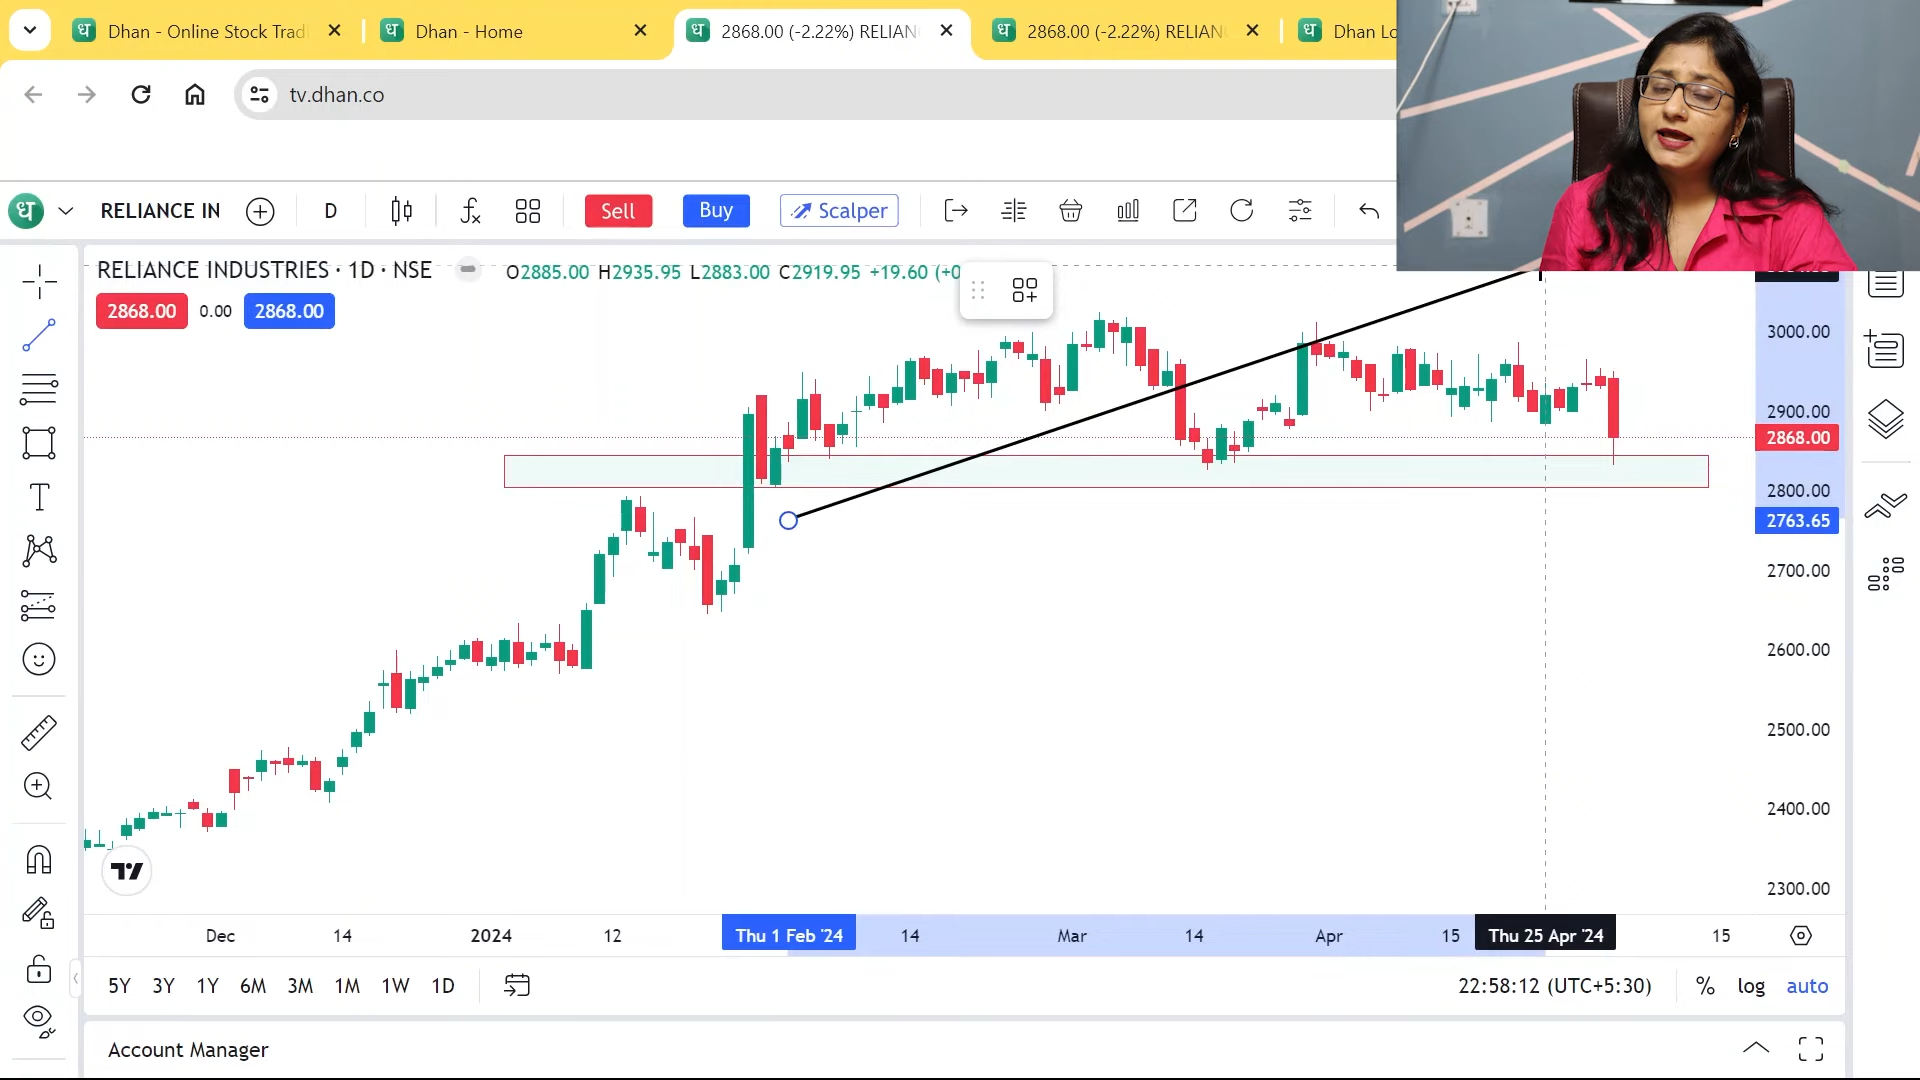 Dhan - Online Stock Trad
Dhan - Home
2868.00 (-2.22%) RELIAN
2868.00 (-2.22%) RELIAN
Dhan Lo
tv.dhan.co
ध RELIANCE IN D Sell Buy Scalper
RELIANCE INDUSTRIES · 1D · NSE O2885.00 H2935.95 L2883.00 C2919.95 +19.60 (+0
2868.00 0.00 2868.00
3000.00
2900.00
2868.00
2800.00
2763.65
2700.00
2600.00
2500.00
2400.00
2300.00
Dec 14 2024 12 Thu 1 Feb '24 14 Mar 14 Apr 15 Thu 25 Apr '24 15
5Y 3Y 1Y 6M 3M 1M 1W 1D 22:58:12 (UTC+5:30) % log auto
Account Manager